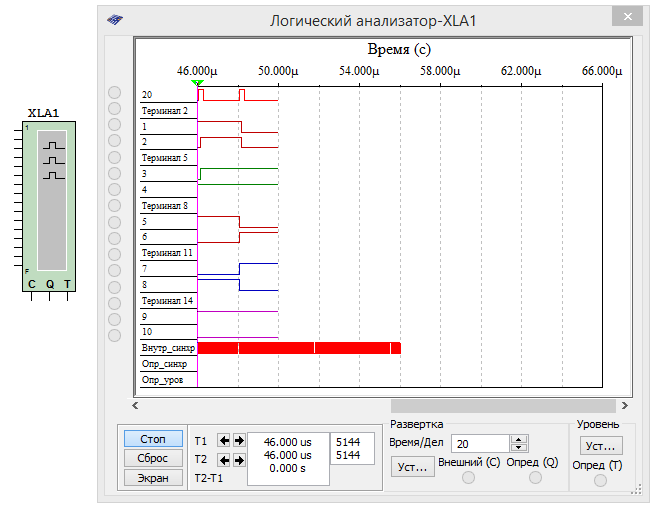 Логический анализатор-XLA1
Время (с)
46.000µ 50.000µ 54.000µ 58.000µ 62.000µ 66.000µ
20
Терминал 2
1
2
Терминал 5
3
4
Терминал 8
5
6
Терминал 11
7
8
Терминал 14
9
10
Внутр_синхр
Опр_синхр
Опр_уров
XLA1
1
F
C Q T
Стоп
Сброс
Экран
T1 46.000 us 5144
T2 46.000 us 5144
T2-T1 0.000 s
Развертка
Время/Дел 20
Уст... Внешний (C) Опред (Q)
Уровень
Уст...
Опред (T)